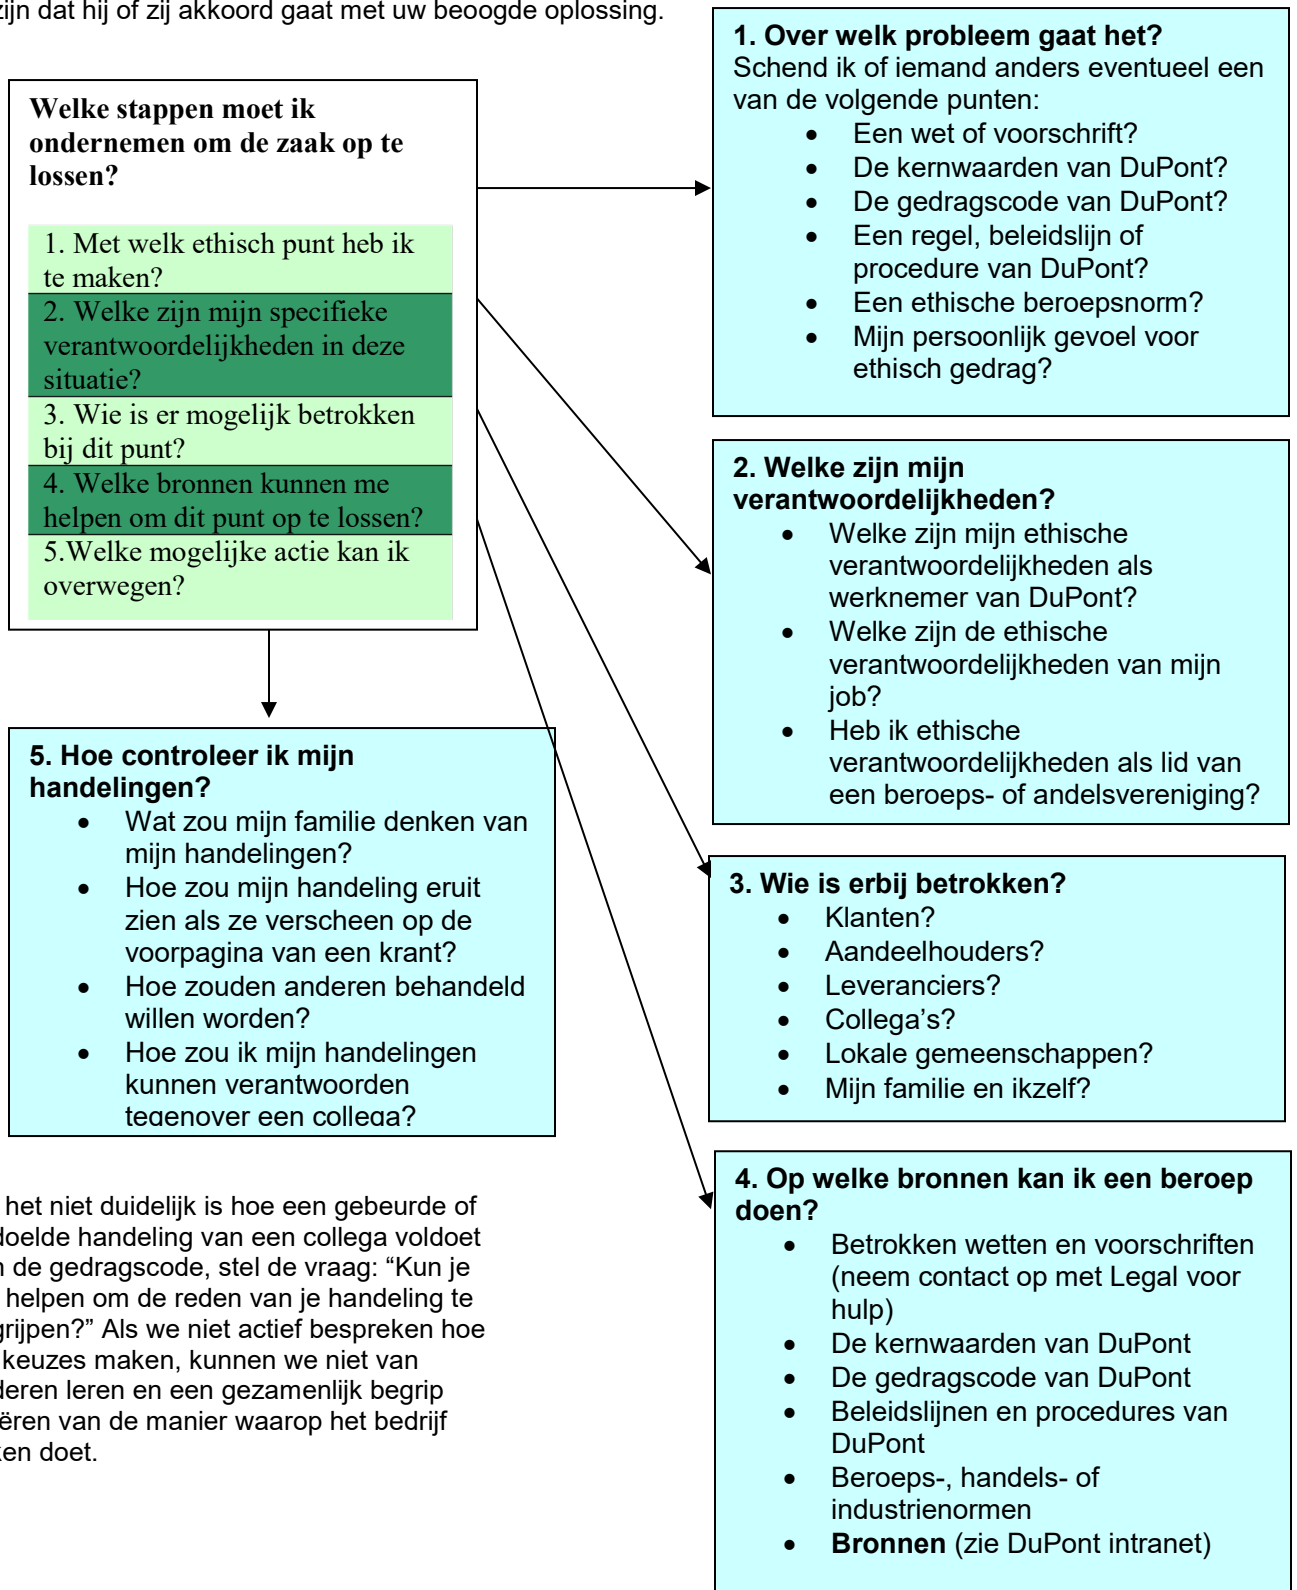 zijn dat hij of zij akkoord gaat met uw beoogde oplossing.
Welke stappen moet ik
ondernemen om de zaak op te
lossen?
1. Met welk ethisch punt heb ik
te maken?
2. Welke zijn mijn specifieke
verantwoordelijkheden in deze
situatie?
3. Wie is er mogelijk betrokken
bij dit punt?
4. Welke bronnen kunnen me
helpen om dit punt op te lossen?
5.Welke mogelijke actie kan ik
overwegen?
1. Over welk probleem gaat het?
Schend ik of iemand anders eventueel een
van de volgende punten:
• Een wet of voorschrift?
• De kernwaarden van DuPont?
• De gedragscode van DuPont?
• Een regel, beleidslijn of
procedure van DuPont?
• Een ethische beroepsnorm?
• Mijn persoonlijk gevoel voor
ethisch gedrag?
2. Welke zijn mijn
verantwoordelijkheden?
• Welke zijn mijn ethische
verantwoordelijkheden als
werknemer van DuPont?
• Welke zijn de ethische
verantwoordelijkheden van mijn
job?
• Heb ik ethische
verantwoordelijkheden als lid van
een beroeps- of andelsvereniging?
3. Wie is erbij betrokken?
• Klanten?
• Aandeelhouders?
• Leveranciers?
• Collega’s?
• Lokale gemeenschappen?
• Mijn familie en ikzelf?
4. Op welke bronnen kan ik een beroep
doen?
• Betrokken wetten en voorschriften
(neem contact op met Legal voor
hulp)
• De kernwaarden van DuPont
• De gedragscode van DuPont
• Beleidslijnen en procedures van
DuPont
• Beroeps-, handels- of
industrienormen
• Bronnen (zie DuPont intranet)
5. Hoe controleer ik mijn
handelingen?
• Wat zou mijn familie denken van
mijn handelingen?
• Hoe zou mijn handeling eruit
zien als ze verscheen op de
voorpagina van een krant?
• Hoe zouden anderen behandeld
willen worden?
• Hoe zou ik mijn handelingen
kunnen verantwoorden
tegenover een collega?
het niet duidelijk is hoe een gebeurde of
doelde handeling van een collega voldoet
de gedragscode, stel de vraag: “Kun je
helpen om de reden van je handeling te
grijpen?” Als we niet actief bespreken hoe
keuzes maken, kunnen we niet van
deren leren en een gezamenlijk begrip
ëren van de manier waarop het bedrijf
ken doet.